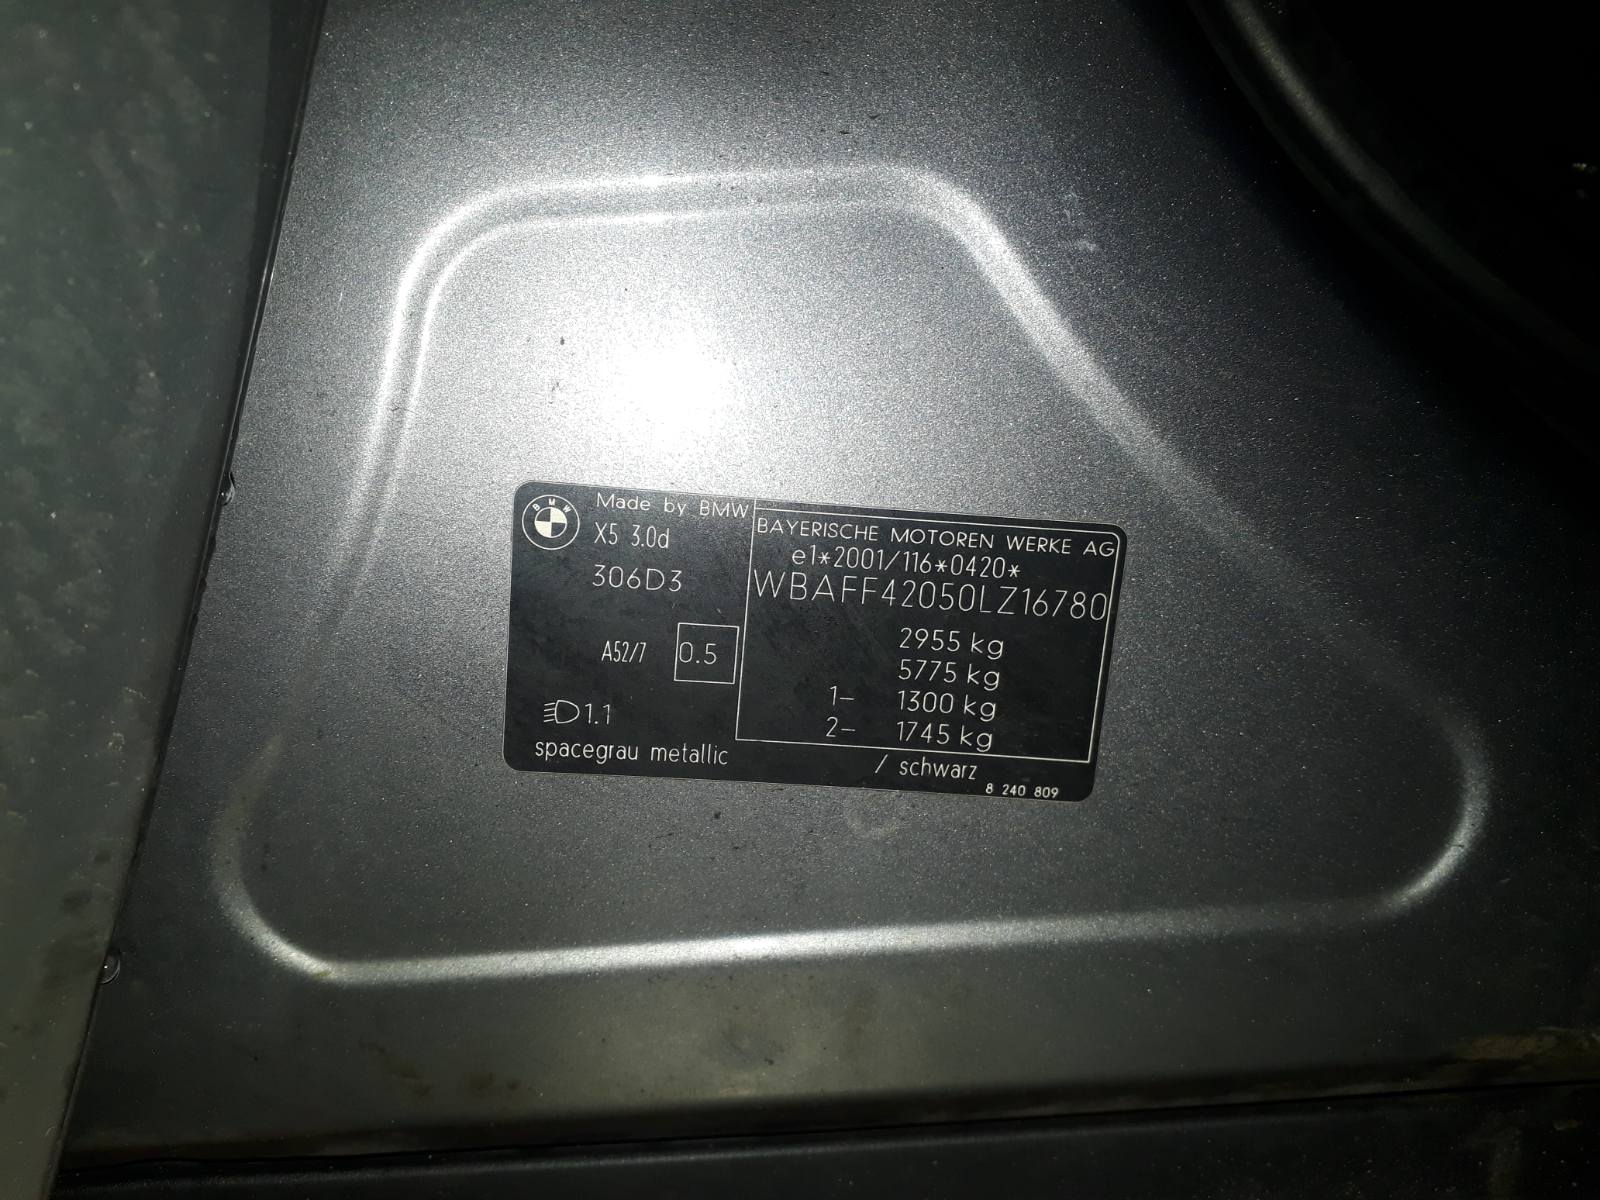 BMW
Made by BMW
X5 3.0d
306D3
A52/7 0.5
1.1
spacegrau metallic / schwarz
BAYERISCHE MOTOREN WERKE AG
e1*2001/116*0420*
WBAFF42050LZ16780
2955 kg
5775 kg
1- 1300 kg
2- 1745 kg
8 240 809